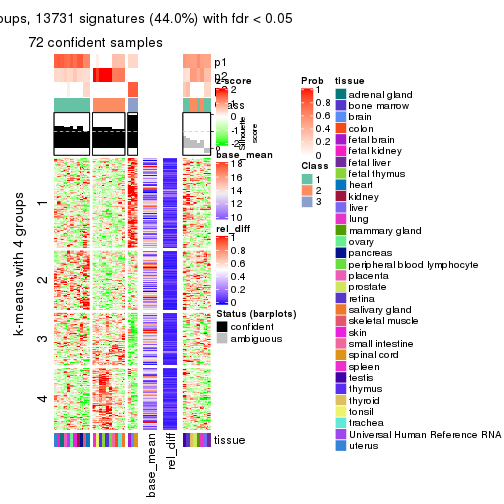 oups, 13731 signatures (44.0%) with fdr < 0.05
72 confident samples
p1
p2
z-score
2
1
-1
-2
Silhouette
score
k-means with 4 groups
1
2
3
4
base_mean
18
16
14
12
10
rel_diff
1
0.8
0.6
0.4
0.2
0
Status (barplots)
confident
ambiguous
tissue
base_mean
rel_diff
Prob
1
0.8
0.6
0.4
0.2
0
Class
1
2
3
tissue
adrenal gland
bone marrow
brain
colon
fetal brain
fetal kidney
fetal liver
fetal thymus
heart
kidney
liver
lung
mammary gland
ovary
pancreas
peripheral blood lymphocyte
placenta
prostate
retina
salivary gland
skeletal muscle
skin
small intestine
spinal cord
spleen
testis
thymus
thyroid
tonsil
trachea
Universal Human Reference RNA
uterus